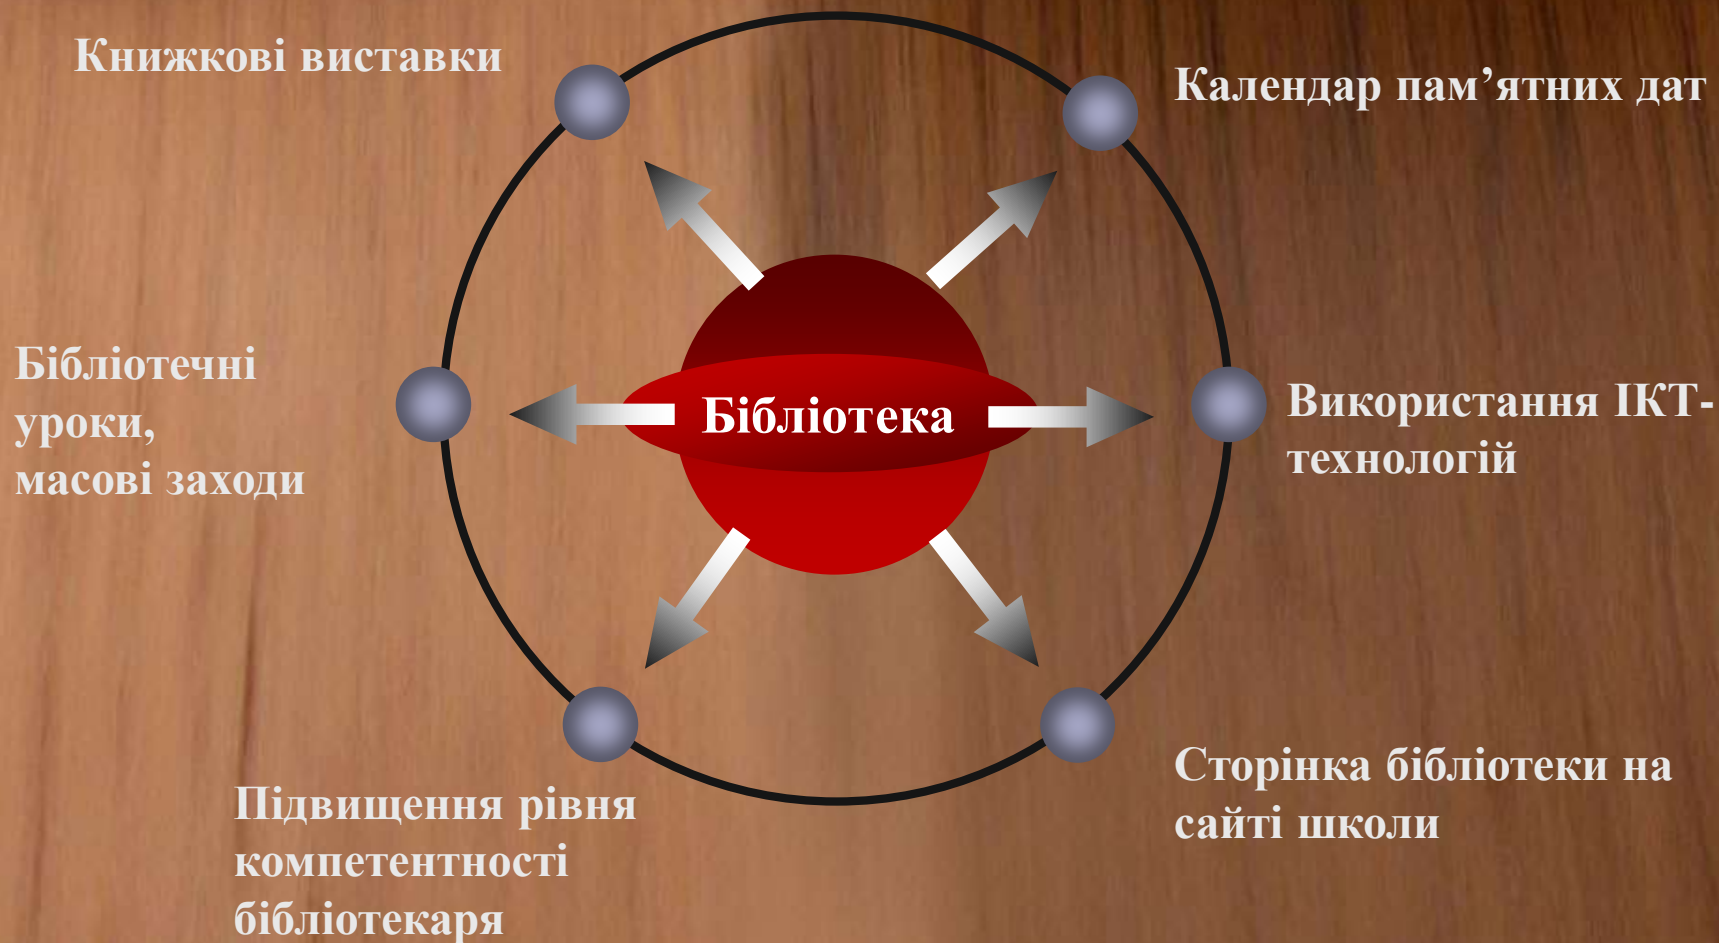 Книжкові виставки
Календар пам’ятних дат
Бібліотечні
уроки,
масові заходи
Бібліотека
Використання ІКТ-
технологій
Підвищення рівня
компетентності
бібліотекаря
Сторінка бібліотеки на
сайті школи